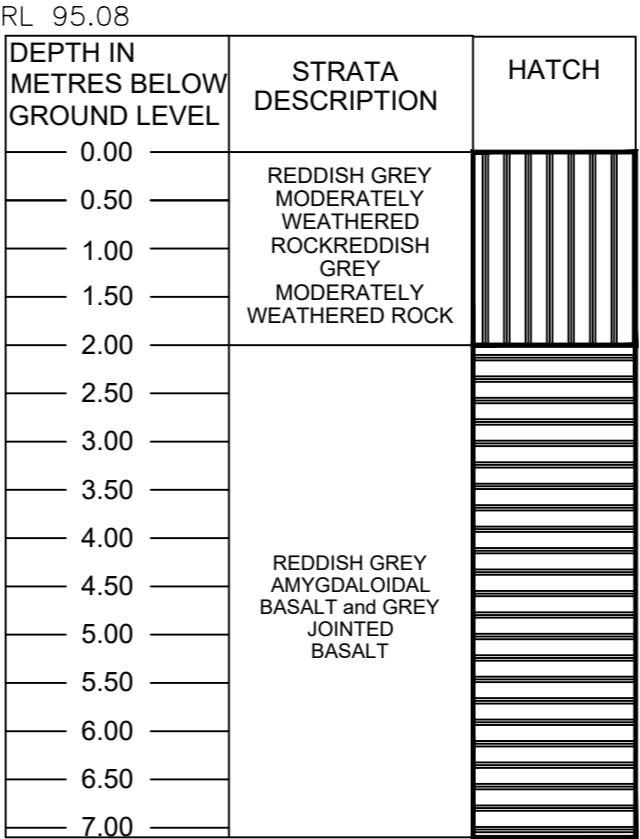 RL 95.08
DEPTH IN
METRES BELOW
GROUND LEVEL
STRATA
DESCRIPTION
HATCH
0.00
0.50
1.00
1.50
2.00
2.50
3.00
3.50
4.00
4.50
5.00
5.50
6.00
6.50
7.00
REDDISH GREY
MODERATELY
WEATHERED
ROCKREDDISH
GREY
MODERATELY
WEATHERED ROCK
REDDISH GREY
AMYGDALOIDAL
BASALT and GREY
JOINTED
BASALT